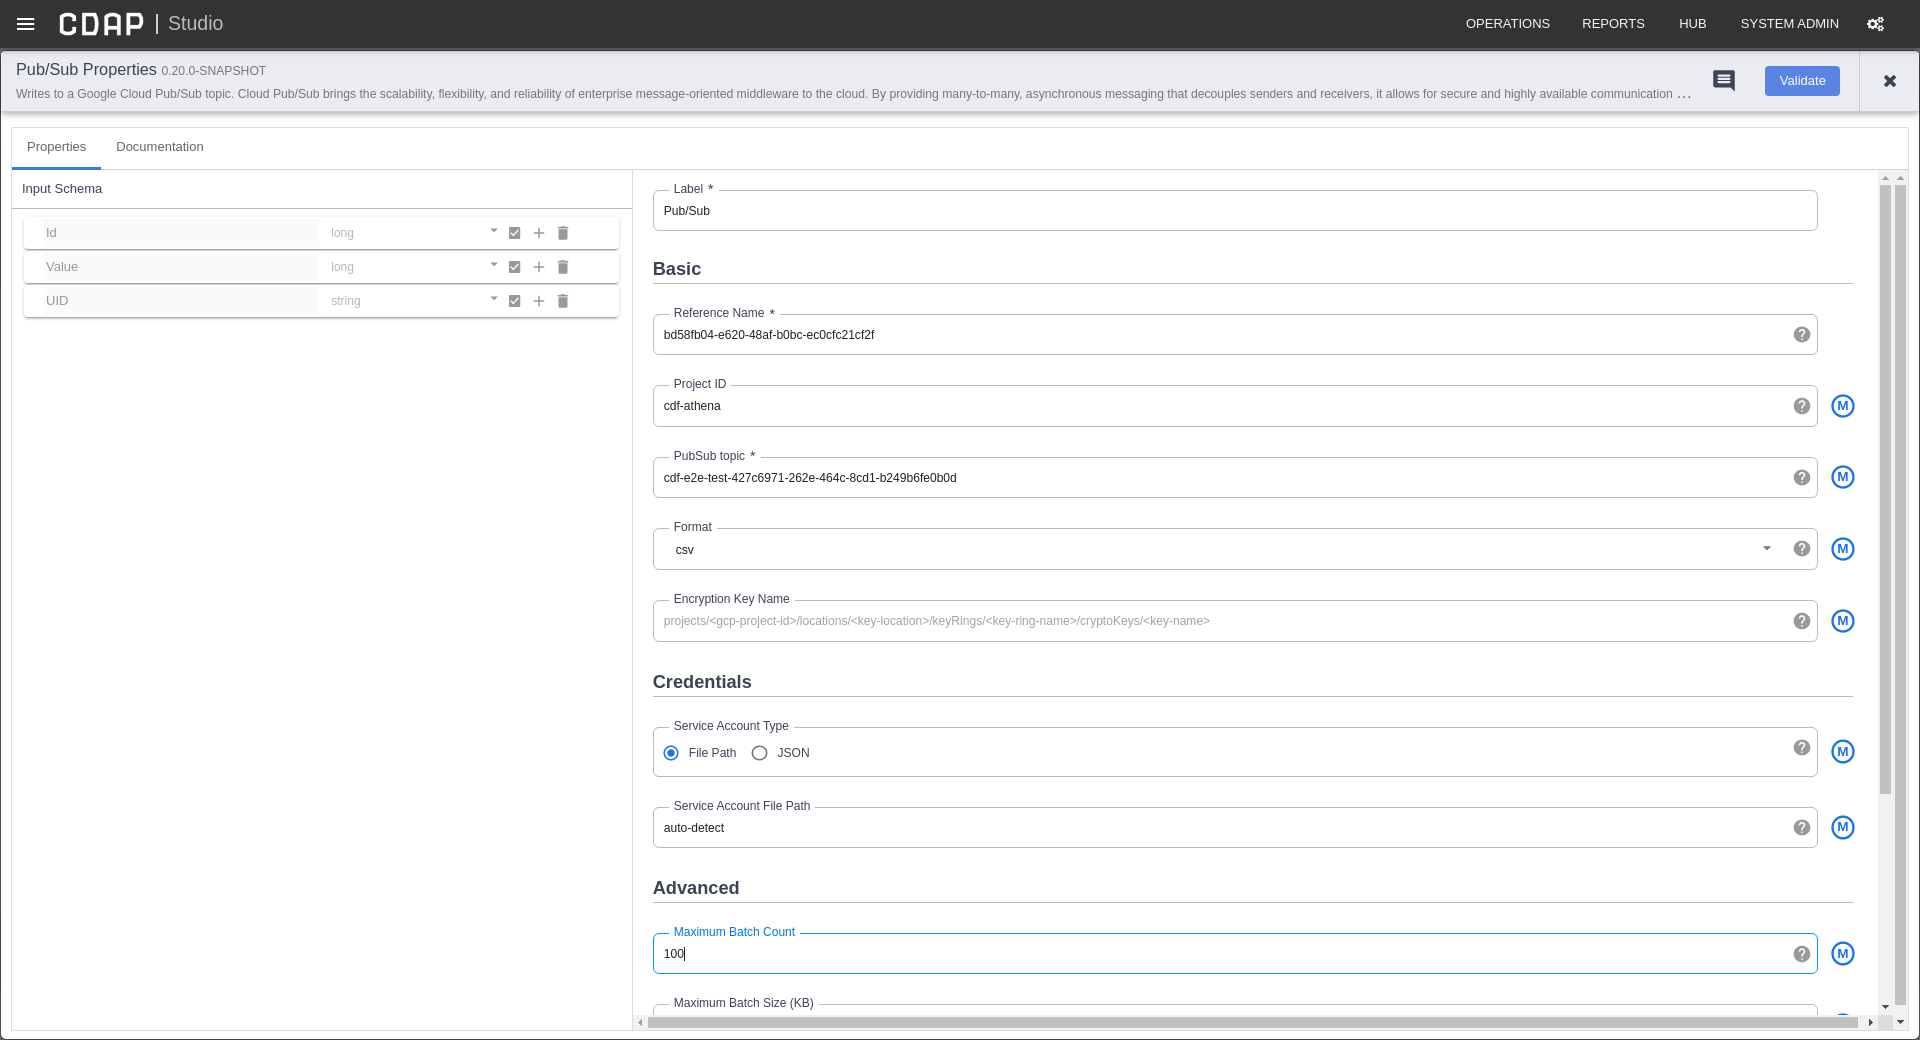 CDAP | Studio
OPERATIONS REPORTS HUB SYSTEM ADMIN
Pub/Sub Properties 0.20.0-SNAPSHOT
Writes to a Google Cloud Pub/Sub topic. Cloud Pub/Sub brings the scalability, flexibility, and reliability of enterprise message-oriented middleware to the cloud. By providing many-to-many, asynchronous messaging that decouples senders and receivers, it allows for secure and highly available communication ...
Validate
Properties Documentation
Input Schema
Id long
Value long
UID string
Label *
Pub/Sub
Basic
Reference Name *
bd58fb04-e620-48af-b0bc-ec0cfc21cf2f
Project ID
cdf-athena
M
PubSub topic *
cdf-e2e-test-427c6971-262e-464c-8cd1-b249b6fe0b0d
M
Format
csv
M
Encryption Key Name
projects/<gcp-project-id>/locations/<key-location>/keyRings/<key-ring-name>/cryptoKeys/<key-name>
M
Credentials
Service Account Type
File Path JSON
M
Service Account File Path
auto-detect
M
Advanced
Maximum Batch Count
100
M
Maximum Batch Size (KB)